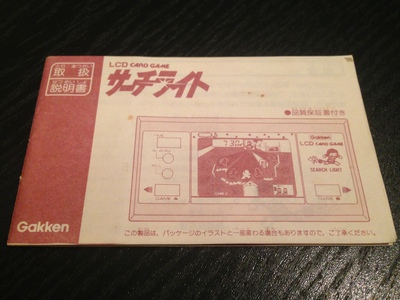 取扱
説明書
LCD CARD GAME
サーチライト
●品質保証書付き
Gakken
LCD CARD GAME
SEARCH LIGHT
Gakken
この製品は、パッケージのイラストと一部異なる場合もありますので、ご了承ください。